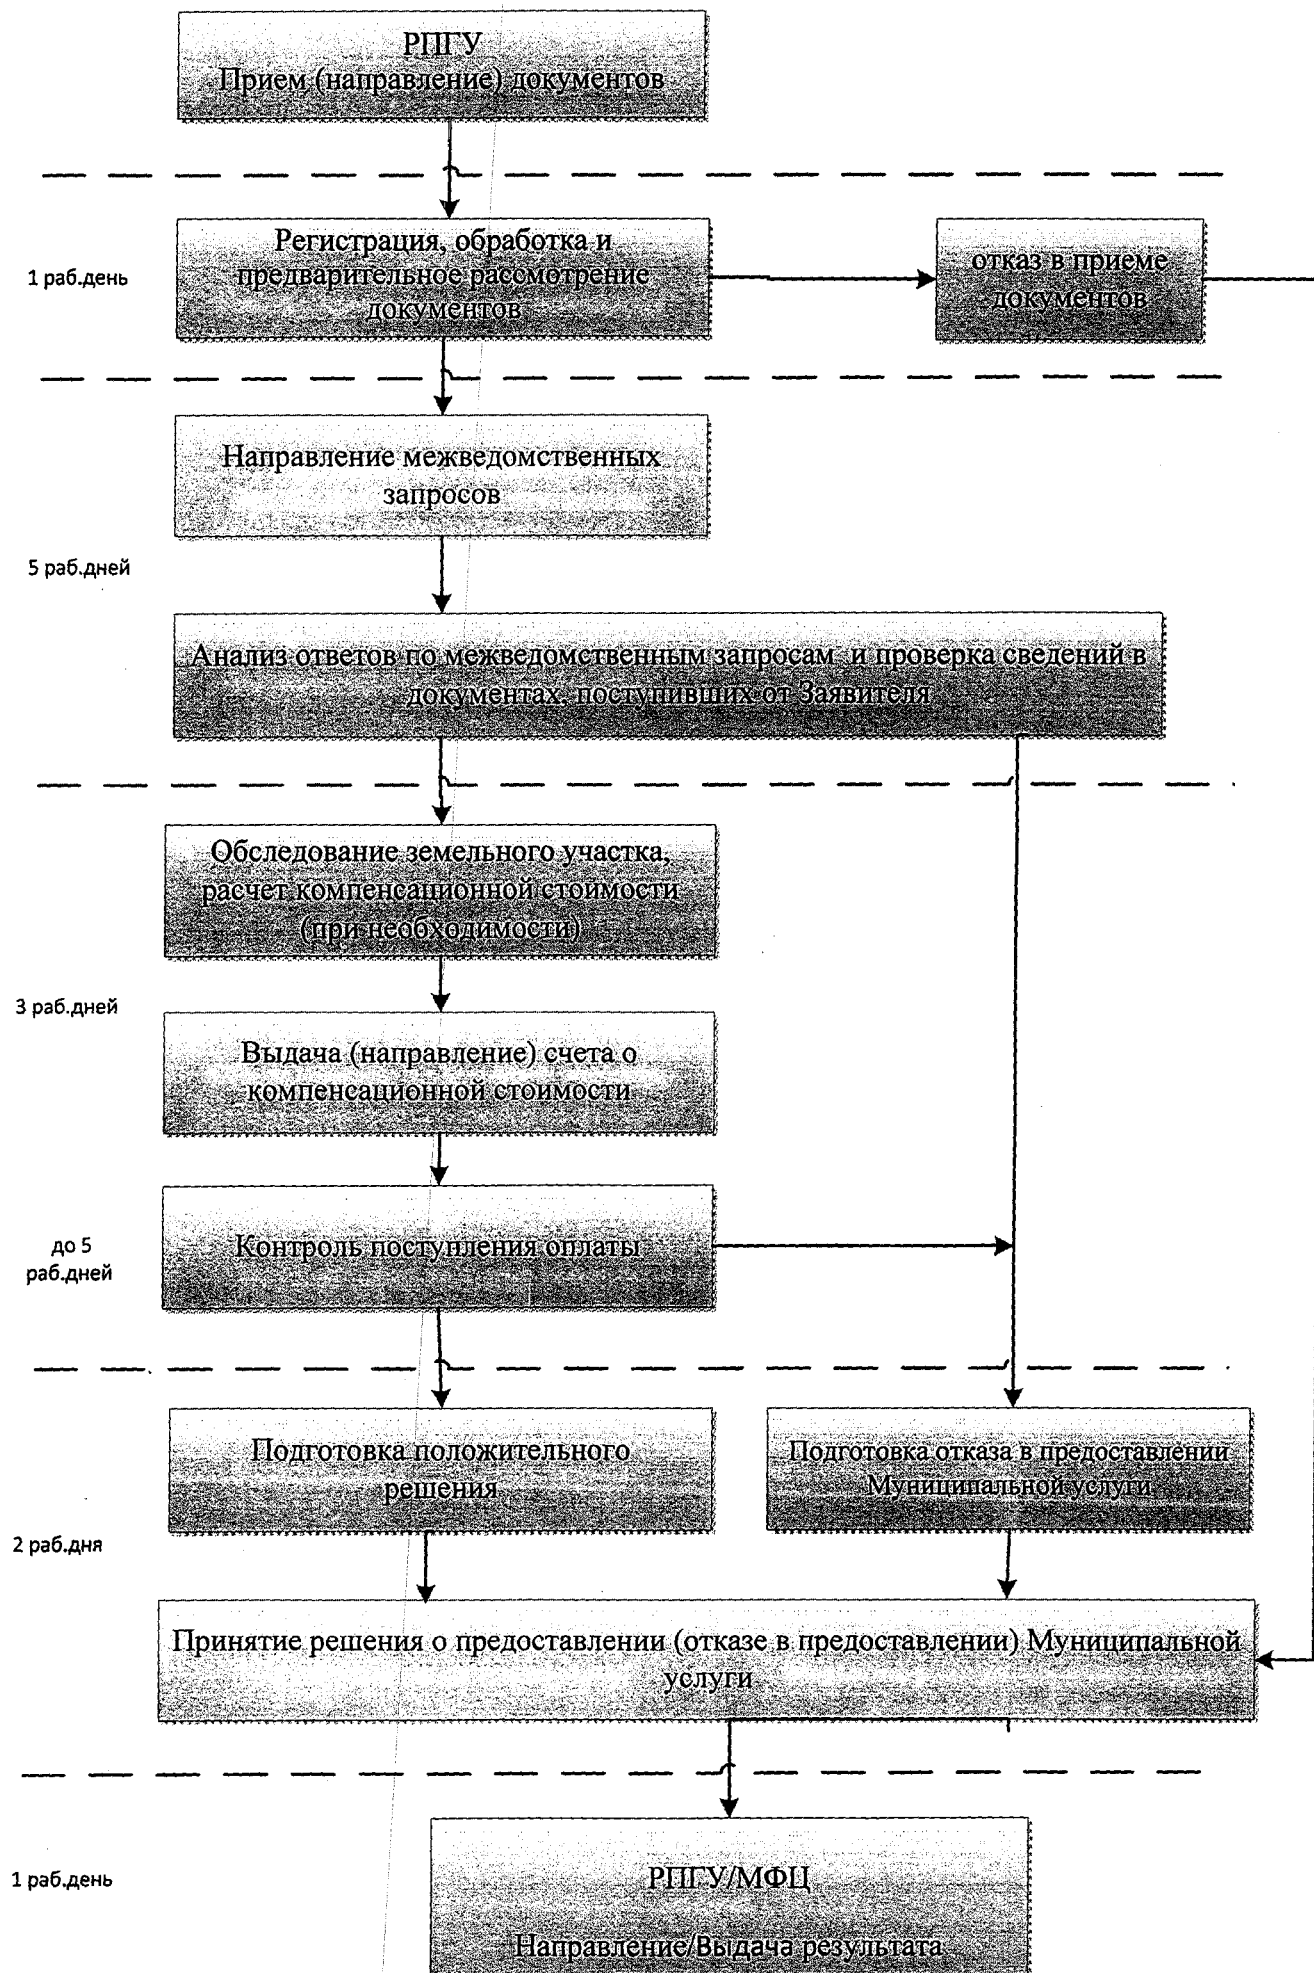 РПГУ
Прием (направление) документов
1 раб.день
Регистрация, обработка и
предварительное рассмотрение
документов
отказ в приеме
документов
Направление межведомственных
запросов
5 раб.дней
Анализ ответов по межведомственным запросам и проверка сведений в
документах, поступивших от Заявителя
Обследование земельного участка,
расчет компенсационной стоимости
(при необходимости)
3 раб.дней
Выдача (направление) счета о
компенсационной стоимости
до 5
раб.дней
Контроль поступления оплаты
Подготовка положительного
решения
Подготовка отказа в предоставлении
Муниципальной услуги
2 раб.дня
Принятие решения о предоставлении (отказе в предоставлении) Муниципальной
услуги
1 раб.день
РПГУ/МФЦ
Направление/Выдача результата